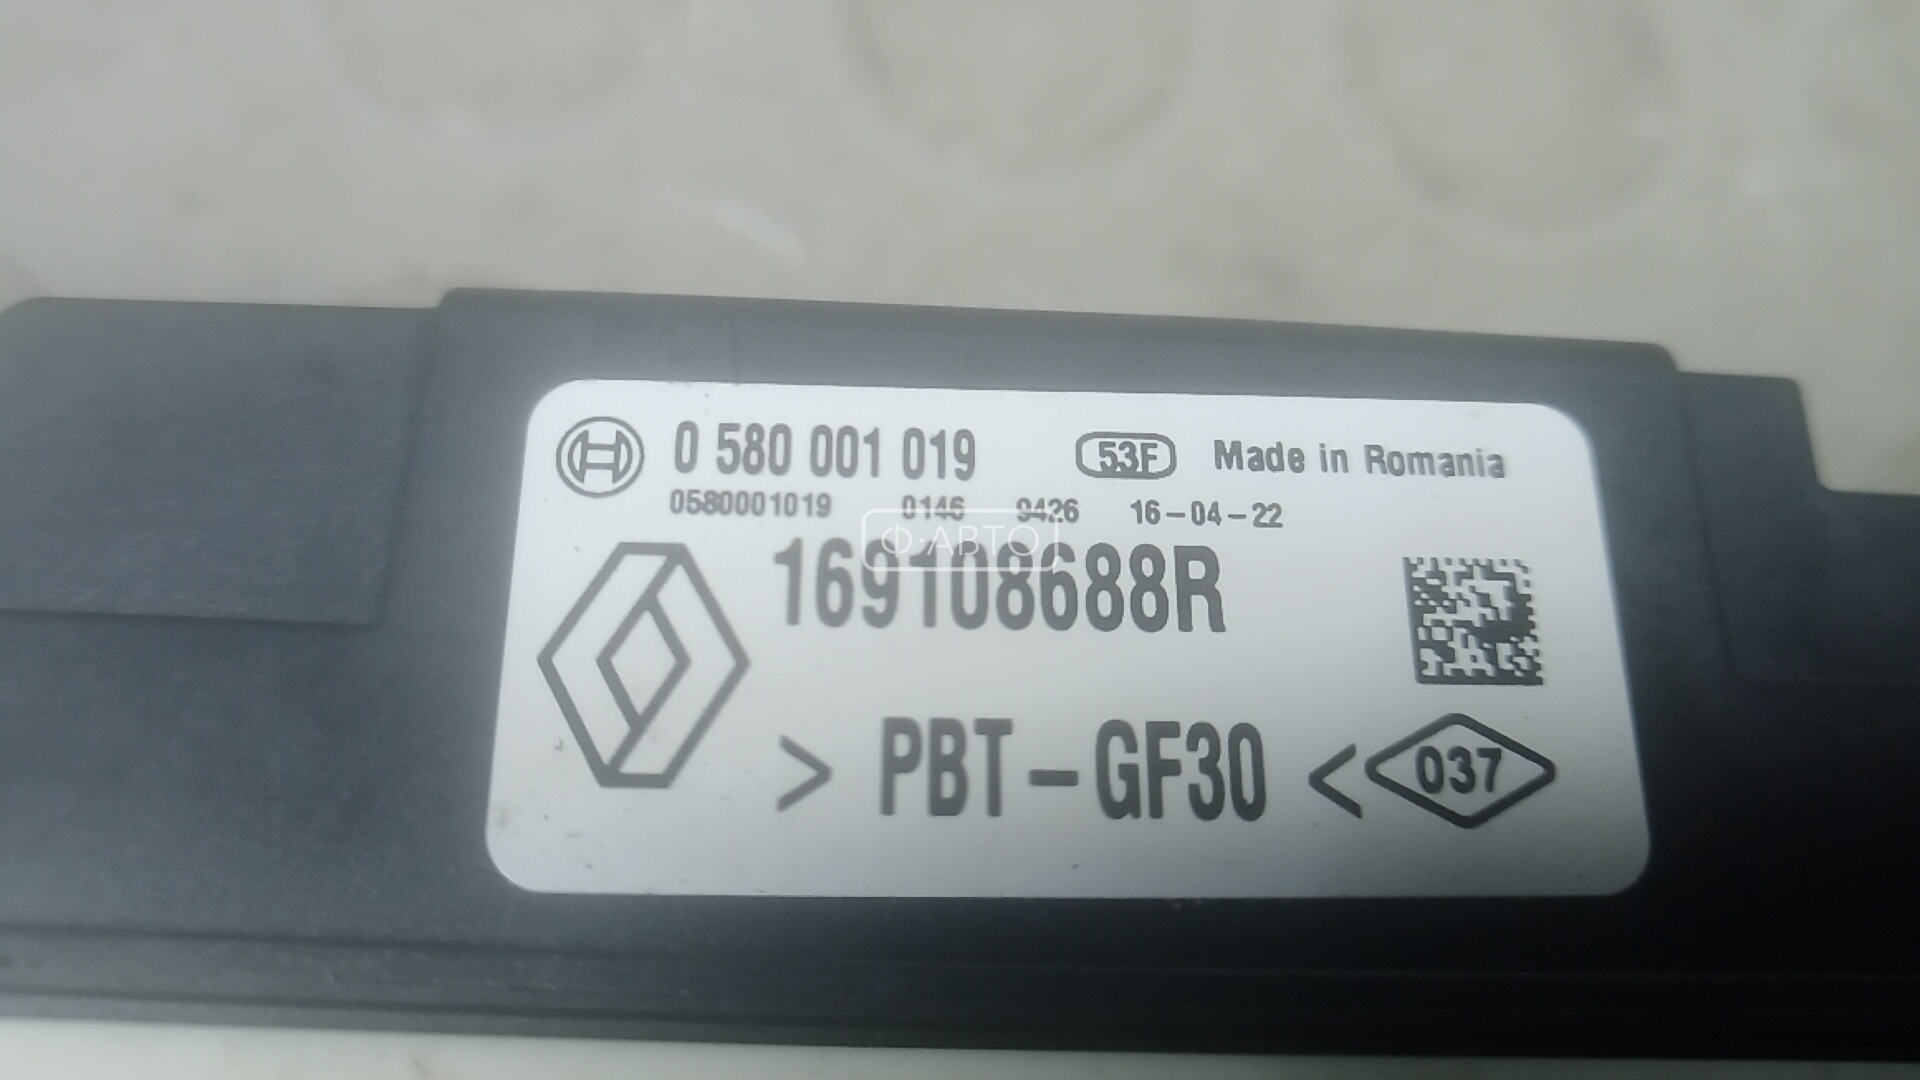 0 580 001 019 53F Made in Romania
0580001019 0146 9426 16-04-22
Ф·АВТО
169108688R
> PBT-GF30 < 037